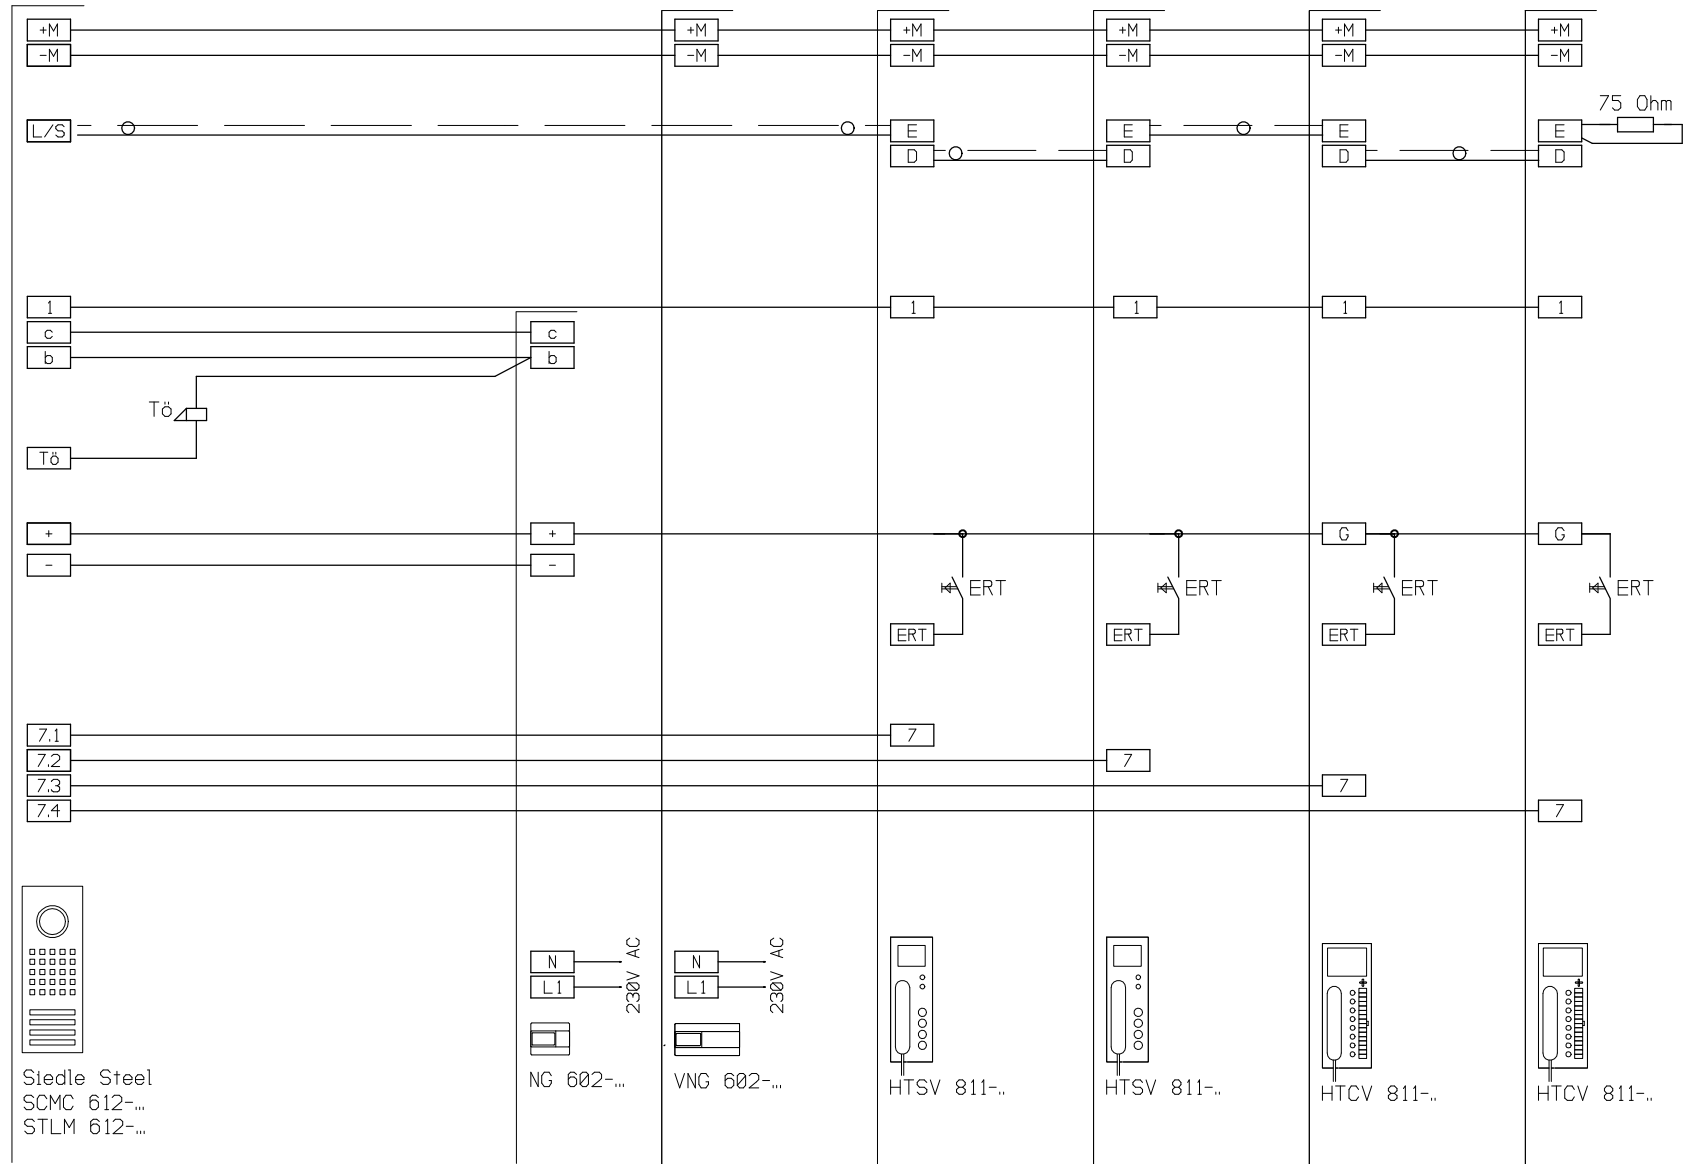 +M +M +M +M +M +M
-M -M -M -M -M -M
75 Ohm
L/S E E E E
D D D D
1 1 1 1 1
c c
b b
Tö
Tö
+ + G G
- -
ERT ERT ERT ERT
ERT ERT ERT ERT
7.1 7
7.2 7
7.3 7
7.4 7
N 230V AC N 230V AC
L1 L1
Siedle Steel
SCMC 612-...
STLM 612-...
NG 602-...
VNG 602-...
HTSV 811-..
HTSV 811-..
HTCV 811-..
HTCV 811-..